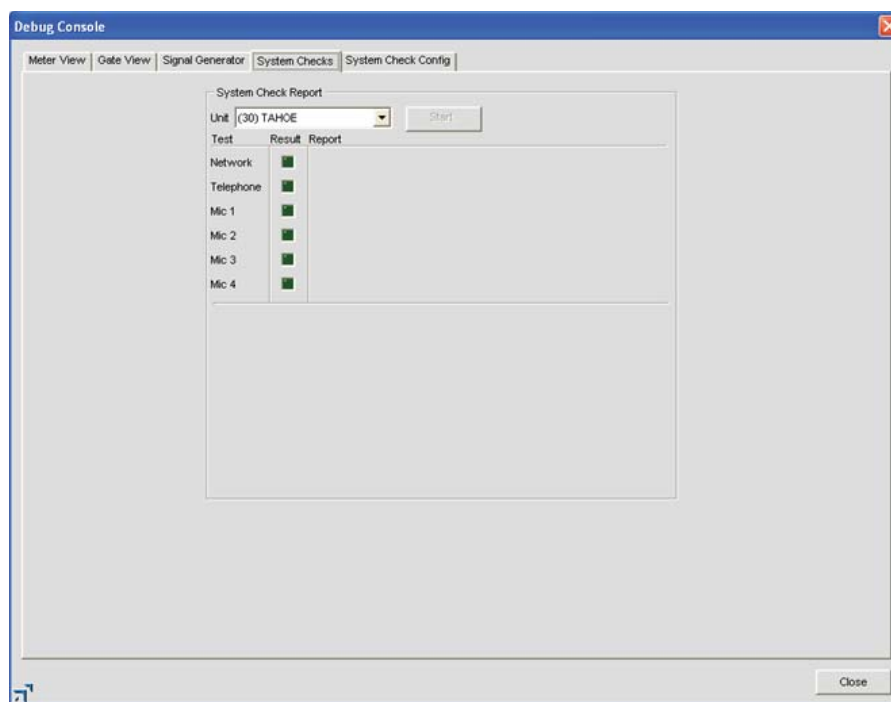 Debug Console
Meter View Gate View Signal Generator System Checks System Check Config
System Check Report
Unit (30) TAHOE Start
Test Result Report
Network
Telephone
Mic 1
Mic 2
Mic 3
Mic 4
Close